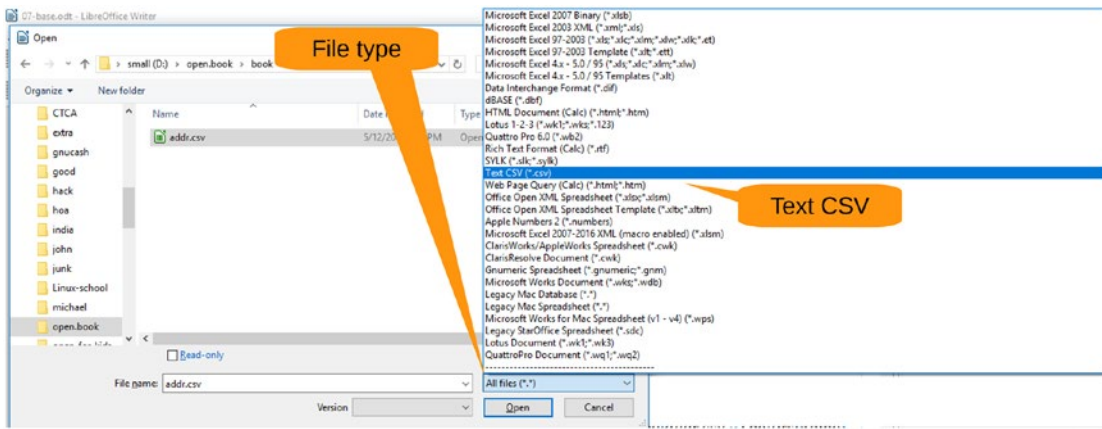 07-base.odt - LibreOffice Writer
Open
small (D:) › open.book › book
Organize
New folder
CTCA
extra
gnucash
good
hack
hoa
india
john
junk
Linux-school
michael
open.book
Name
Type
addr.csv
PM
Open
File type
Microsoft Excel 2007 Binary (*.xlsb)
Microsoft Excel 2003 XML (*.xml;*.xls)
Microsoft Excel 97-2003 (*.xls;*.xlc;*.xlm;*.xlw;*.xlk;*.et)
Microsoft Excel 97-2003 Template (*.xlt;*.ett)
Microsoft Excel 4.x - 5.0 / 95 (*.xls;*.xlc;*.xlm;*.xlw)
Microsoft Excel 4.x - 5.0 / 95 Templates (*.xlt)
Data Interchange Format (*.dif)
dBASE (*.dbf)
HTML Document (Calc) (*.html;*.htm)
Lotus 1-2-3 (*.wk1;*.wks;*.123)
Quattro Pro 6.0 (*.wb2)
Rich Text Format (Calc) (*.rtf)
SYLK (*.slk;*.sylk)
Text CSV (*.csv)
Web Page Query (Calc) (*.html;*.htm)
Office Open XML Spreadsheet (*.xlsx;*.xlsm)
Office Open XML Spreadsheet Template (*.xltx;*.xltm)
Apple Numbers 2 (*.numbers)
Microsoft Excel 2007-2016 XML (macro enabled) (*.xlsm)
ClarisWorks/AppleWorks Spreadsheet (*.cwk)
ClarisResolve Document (*.cwk)
Gnumeric Spreadsheet (*.gnumeric;*.gnm)
Microsoft Works Document (*.wks;*.wdb)
Legacy Mac Database (*.*)
Legacy Mac Spreadsheet (*.*)
Microsoft Works for Mac Spreadsheet (v1 - v4) (*.wps)
Legacy StarOffice Spreadsheet (*.sdc)
Lotus Document (*.wk1;*.wk3)
QuattroPro Document (*.wq1;*.wq2)
Text CSV
Read-only
File name: addr.csv
All files (*.*)
Version
Open
Cancel